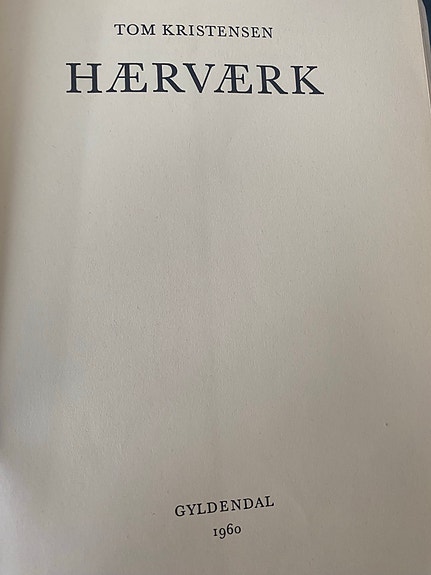 TOM KRISTENSEN
HÆRVÆRK
GYLDENDAL
1960